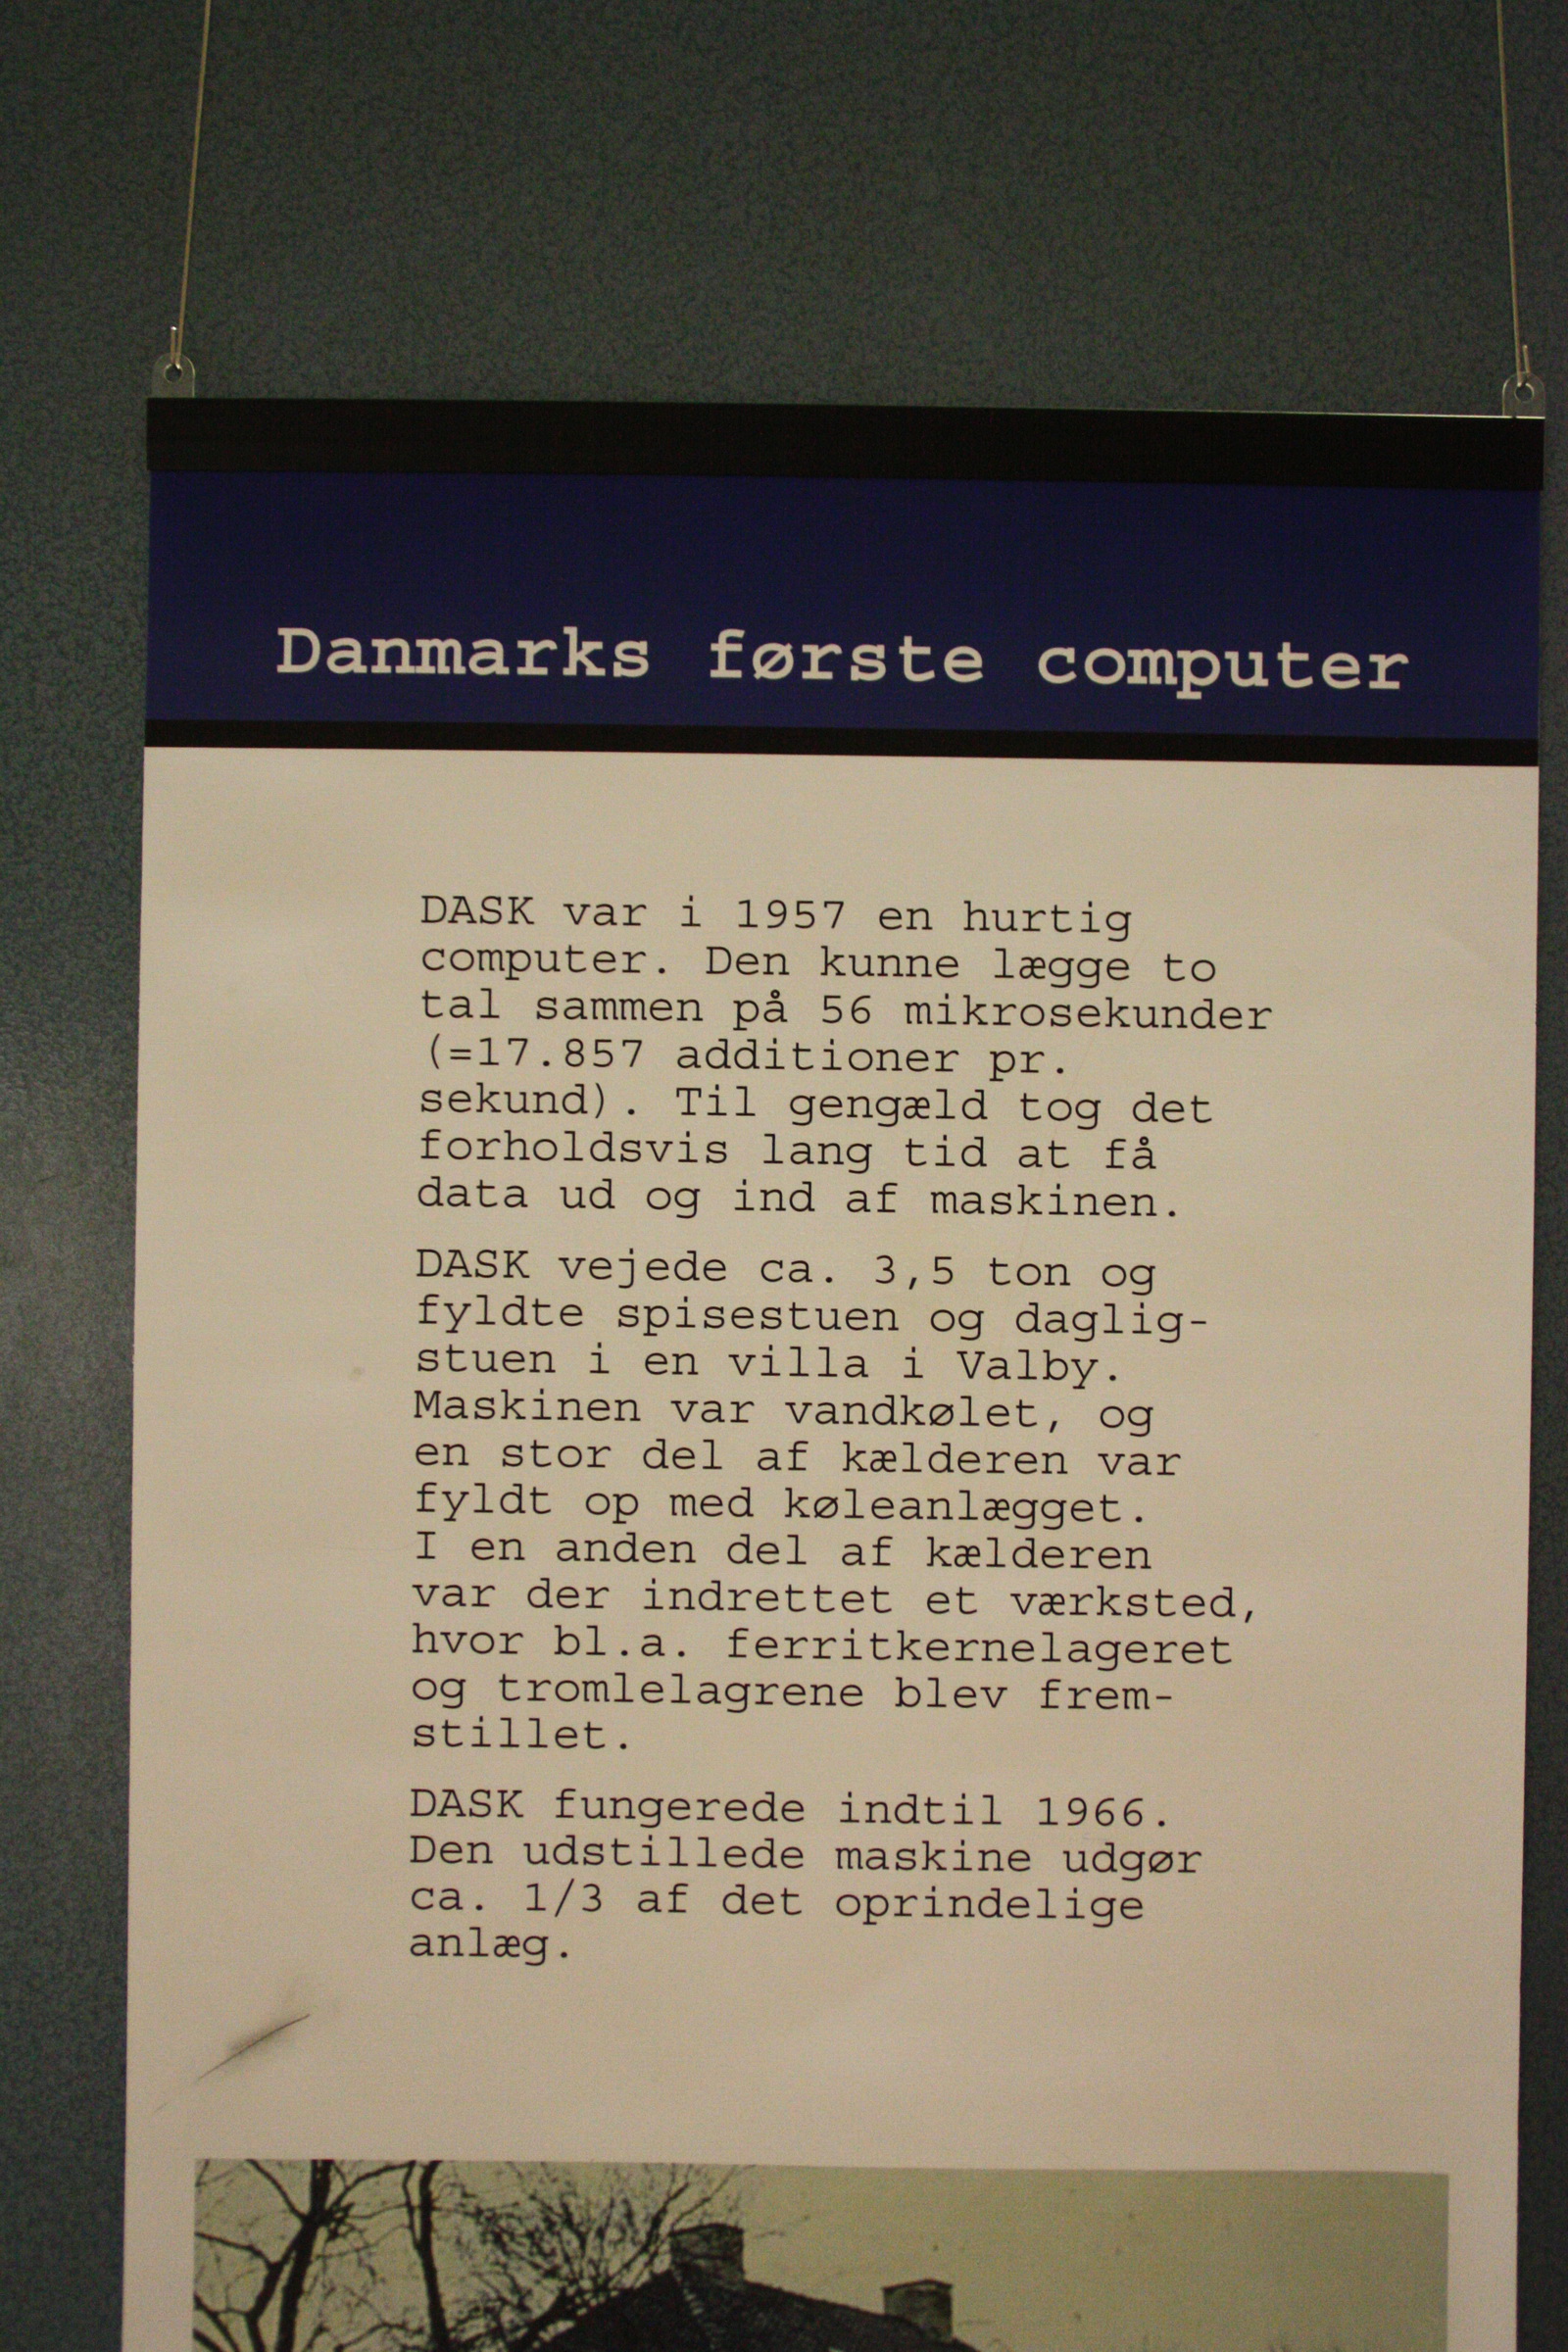 Danmarks første computer
DASK var i 1957 en hurtig
computer. Den kunne lægge to
tal sammen på 56 mikrosekunder
(=17.857 additioner pr.
sekund). Til gengæld tog det
forholdsvis lang tid at få
data ud og ind af maskinen.
DASK vejede ca. 3,5 ton og
fyldte spisestuen og daglig-
stuen i en villa i Valby.
Maskinen var vandkølet, og
en stor del af kælderen var
fyldt op med køleanlægget.
I en anden del af kælderen
var der indrettet et værksted,
hvor bl.a. ferritkernelageret
og tromlelagrene blev frem-
stillet.
DASK fungerede indtil 1966.
Den udstillede maskine udgør
ca. 1/3 af det oprindelige
anlæg.